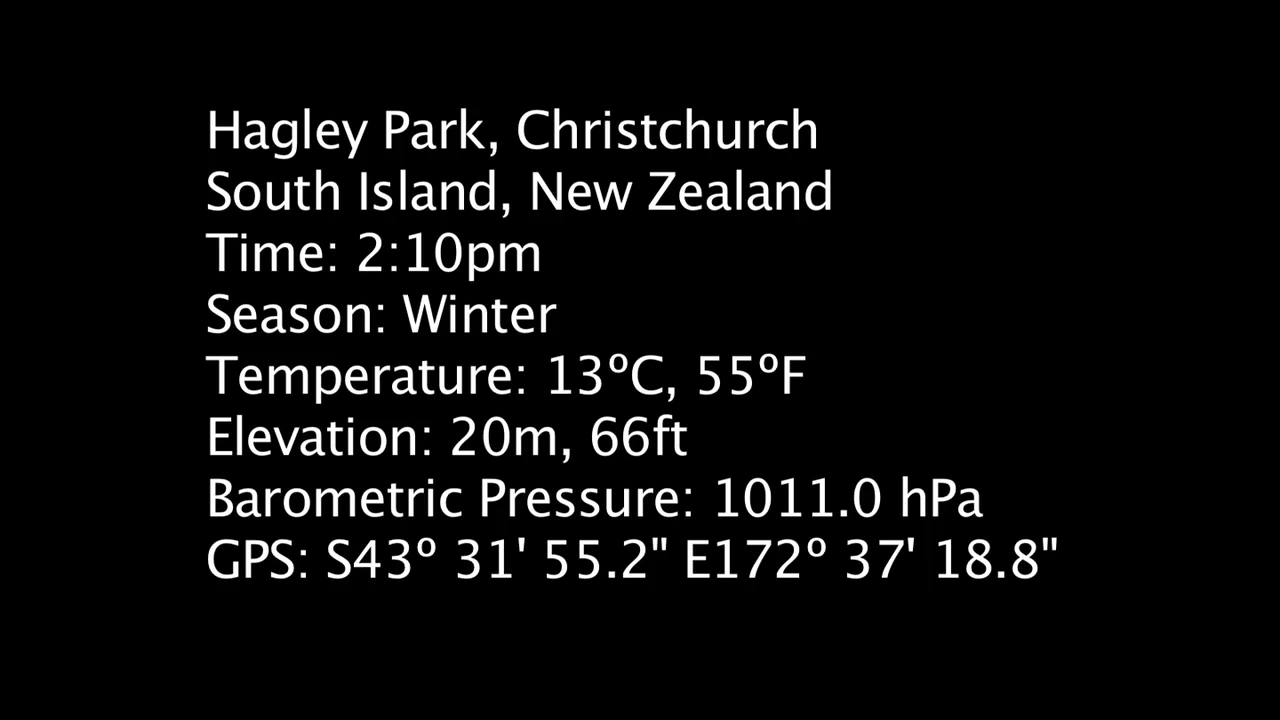 Hagley Park, Christchurch
South Island, New Zealand
Time: 2:10pm
Season: Winter
Temperature: 13ºC, 55ºF
Elevation: 20m, 66ft
Barometric Pressure: 1011.0 hPa
GPS: S43º 31' 55.2" E172º 37' 18.8"